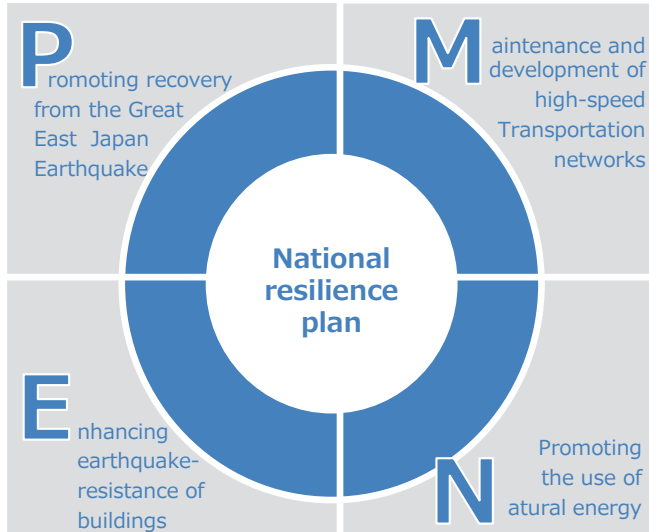 Promoting recovery
from the Great
East Japan
Earthquake
Maintenance and
development of
high-speed
Transportation
networks
National
resilience
plan
Enhancing
earthquake-
resistance of
buildings
Promoting
the use of
Natural energy